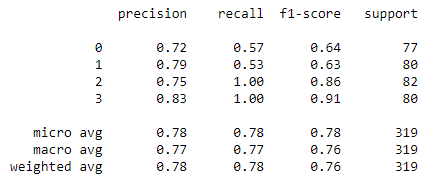 precision recall f1-score support
0 0.72 0.57 0.64 77
1 0.79 0.53 0.63 80
2 0.75 1.00 0.86 82
3 0.83 1.00 0.91 80
micro avg 0.78 0.78 0.78 319
macro avg 0.77 0.77 0.76 319
weighted avg 0.78 0.78 0.76 319